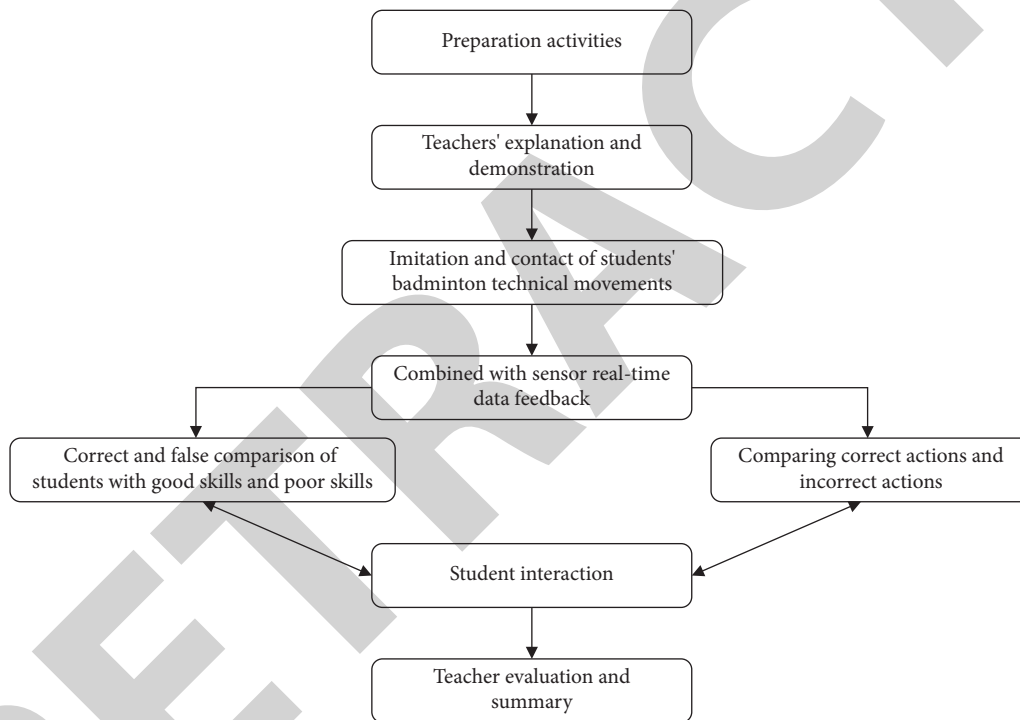 Preparation activities
Teachers' explanation and
demonstration
Imitation and contact of students'
badminton technical movements
Combined with sensor real-time
data feedback
Correct and false comparison of
students with good skills and poor skills
Comparing correct actions and
incorrect actions
Student interaction
Teacher evaluation and
summary
RETRACT